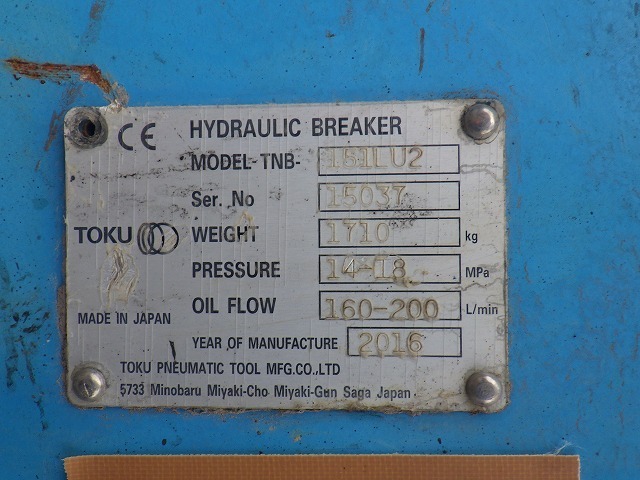 CE HYDRAULIC BREAKER
MODEL-TNB- 161LU2
Ser. No 15037
TOKU WEIGHT 1710 kg
PRESSURE 14-18 MPa
MADE IN JAPAN OIL FLOW 160-200 L/min
YEAR OF MANUFACTURE 2016
TOKU PNEUMATIC TOOL MFG.CO.,LTD
5733 Minobaru Miyaki-Cho Miyaki-Gun Saga Japan